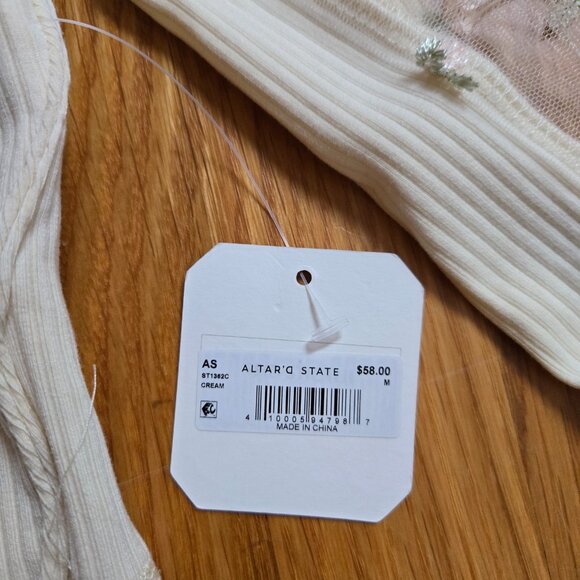 AS ALTAR'D STATE $58.00
ST1362C M
CREAM
4 10005 94798 7
MADE IN CHINA